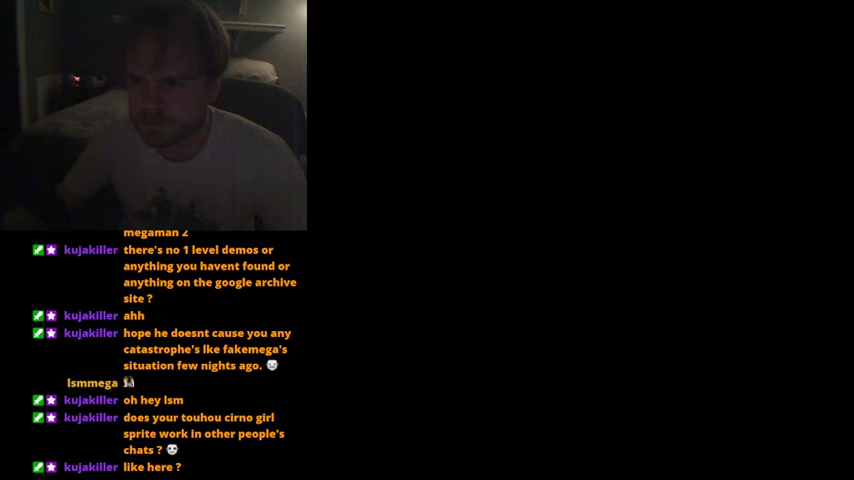 megaman 2
kujakiller there's no 1 level demos or
anything you havent found or
anything on the google archive
site ?
kujakiller ahh
kujakiller hope he doesnt cause you any
catastrophe's lke fakemega's
situation few nights ago.
lsmmega
kujakiller oh hey lsm
kujakiller does your touhou cirno girl
sprite work in other people's
chats ?
kujakiller like here ?